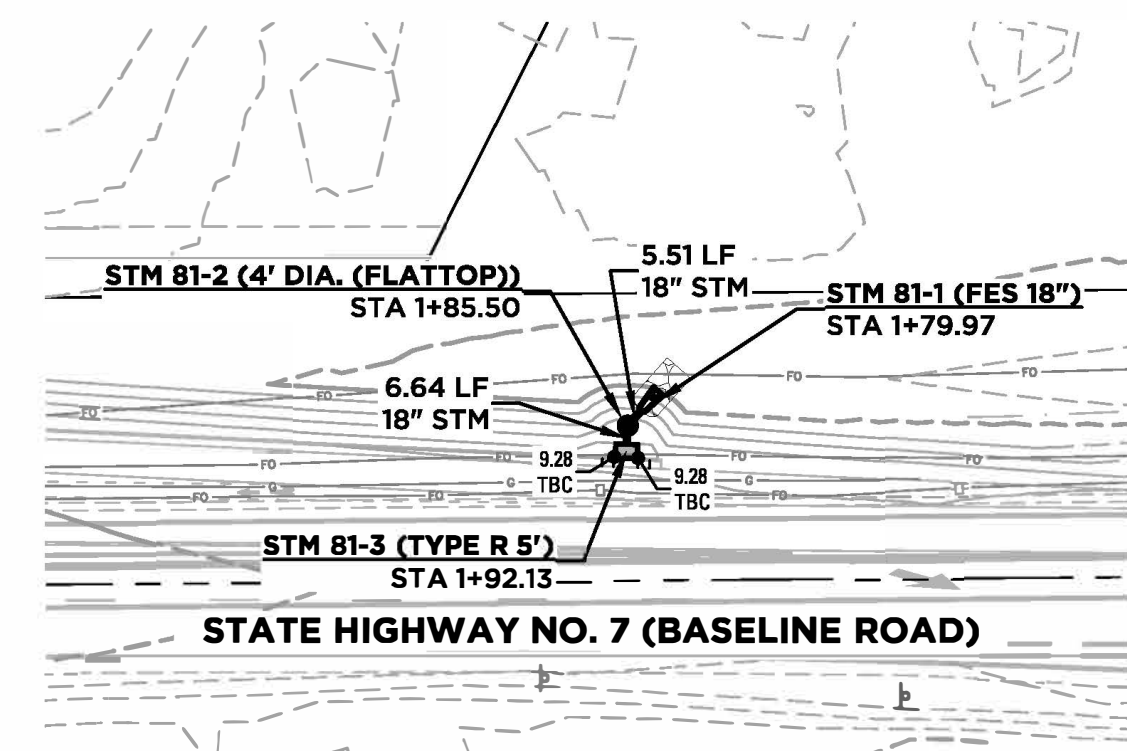 5.51 LF
18" STM
STM 81-2 (4' DIA. (FLATTOP))
STA 1+85.50
STM 81-1 (FES 18")
STA 1+79.97
6.64 LF
18" STM
FO
FO
FO
FO
FO
9.28
TBC
FO
FO
FO
FO
G
9.28
TBC
G
FO
FO
FO
G
STM 81-3 (TYPE R 5')
STA 1+92.13
STATE HIGHWAY NO. 7 (BASELINE ROAD)